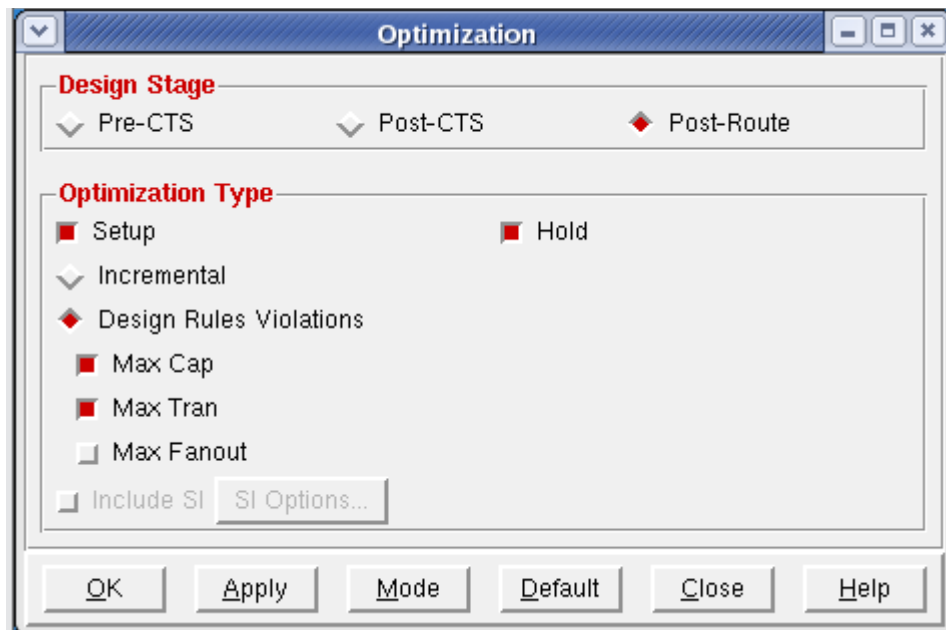 Optimization
Design Stage
Pre-CTS Post-CTS Post-Route
Optimization Type
Setup Hold
Incremental
Design Rules Violations
Max Cap
Max Tran
Max Fanout
Include SI SI Options...
OK Apply Mode Default Close Help